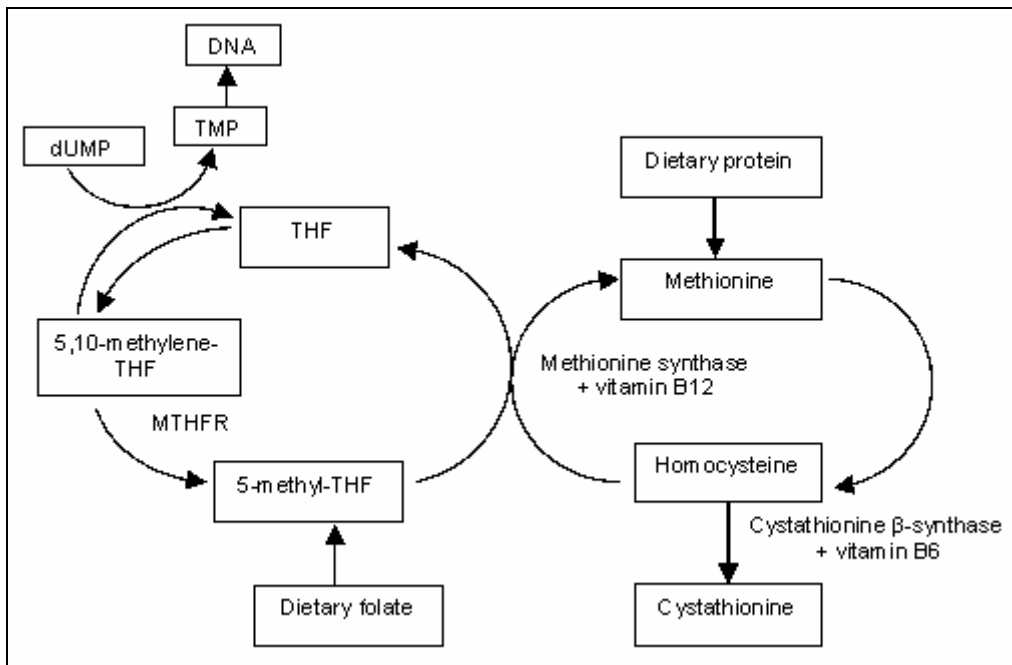 DNA
TMP
dUMP
Dietary protein
THF
Methionine
5,10-methylene-
THF
Methionine synthase
+ vitamin B12
MTHFR
Homocysteine
5-methyl-THF
Cystathionine β-synthase
+ vitamin B6
Dietary folate
Cystathionine